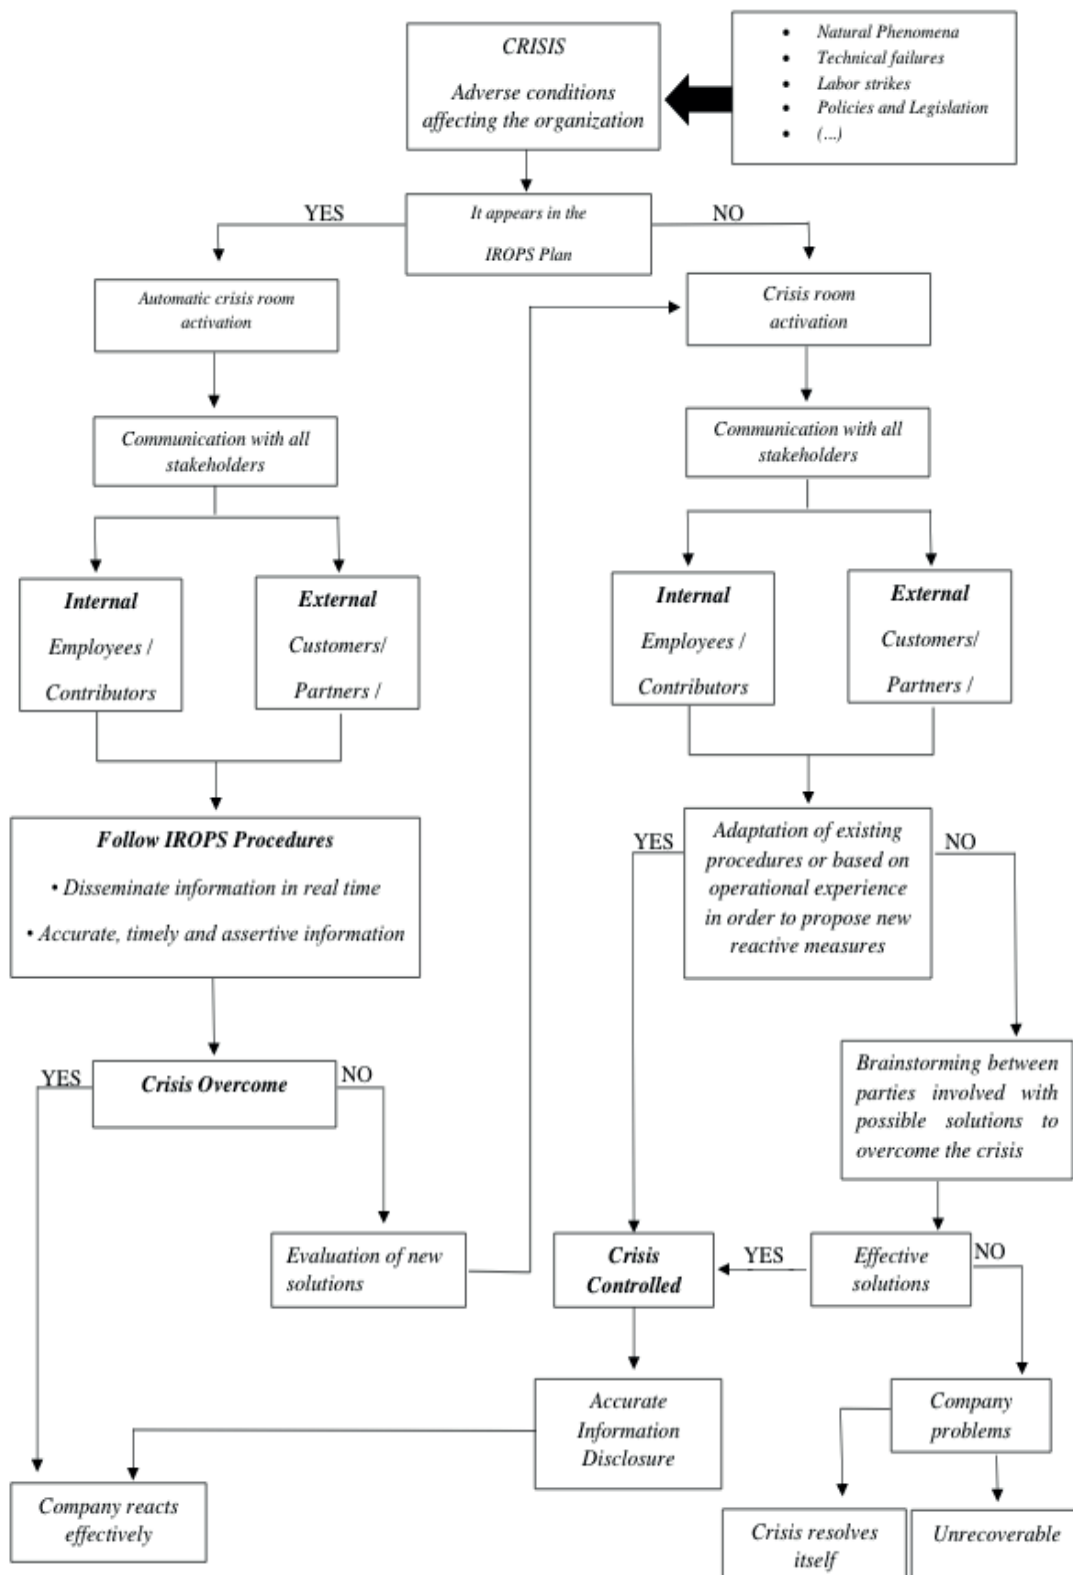 CRISIS
Adverse conditions
affecting the organization
• Natural Phenomena
• Technical failures
• Labor strikes
• Policies and Legislation
• (...)
YES
It appears in the
IROPS Plan
NO
Automatic crisis room
activation
Crisis room
activation
Communication with all
stakeholders
Communication with all
stakeholders
Internal
Employees /
Contributors
External
Customers/
Partners /
Internal
Employees /
Contributors
External
Customers/
Partners /
Follow IROPS Procedures
• Disseminate information in real time
• Accurate, timely and assertive information
YES
Adaptation of existing
procedures or based on
operational experience
in order to propose new
reactive measures
NO
YES
Crisis Overcome
NO
Brainstorming between
parties involved with
possible solutions to
overcome the crisis
Evaluation of new
solutions
Crisis
Controlled
YES
Effective
solutions
NO
Accurate
Information
Disclosure
Company
problems
Company reacts
effectively
Crisis resolves
itself
Unrecoverable